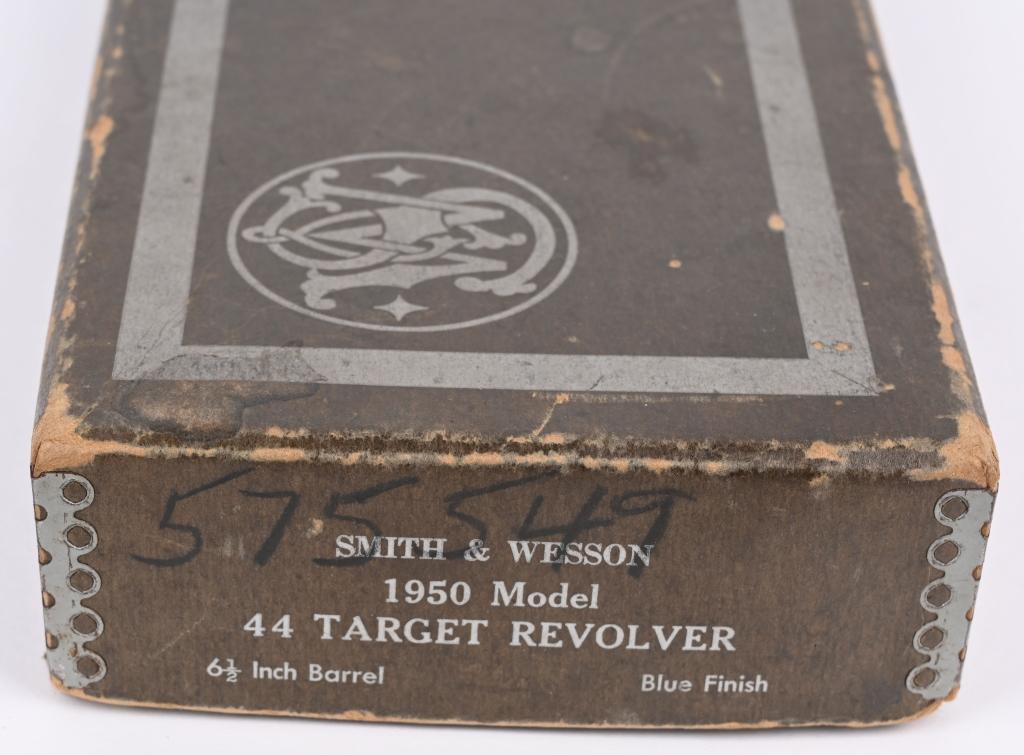 575549
SMITH & WESSON
1950 Model
44 TARGET REVOLVER
6½ Inch Barrel Blue Finish